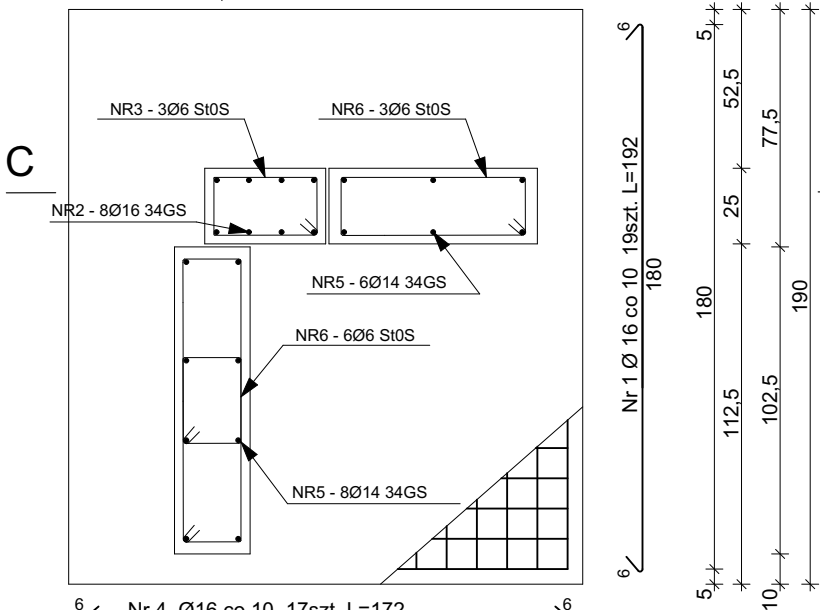 NR3 - 3Ø6 St0S
NR6 - 3Ø6 St0S
C
NR2 - 8Ø16 34GS
NR5 - 6Ø14 34GS
NR6 - 6Ø6 St0S
NR5 - 8Ø14 34GS
6
Nr 1 Ø 16 co 10 19szt. L=192
180
6
5
180
5
52,5
25
112,5
77,5
102,5
10
190
6
Nr 4 Ø16 co 10 17szt. L=172
6